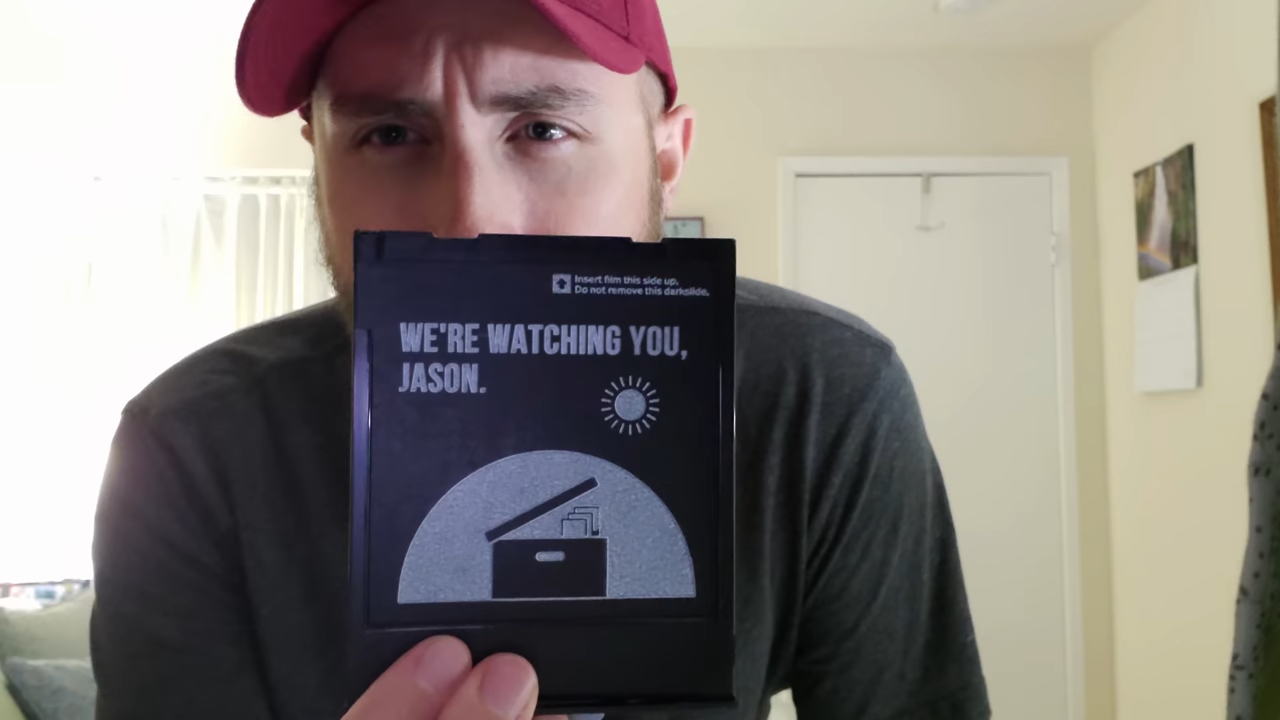 Insert film this side up.
Do not remove this darkslide.
WE'RE WATCHING YOU,
JASON.